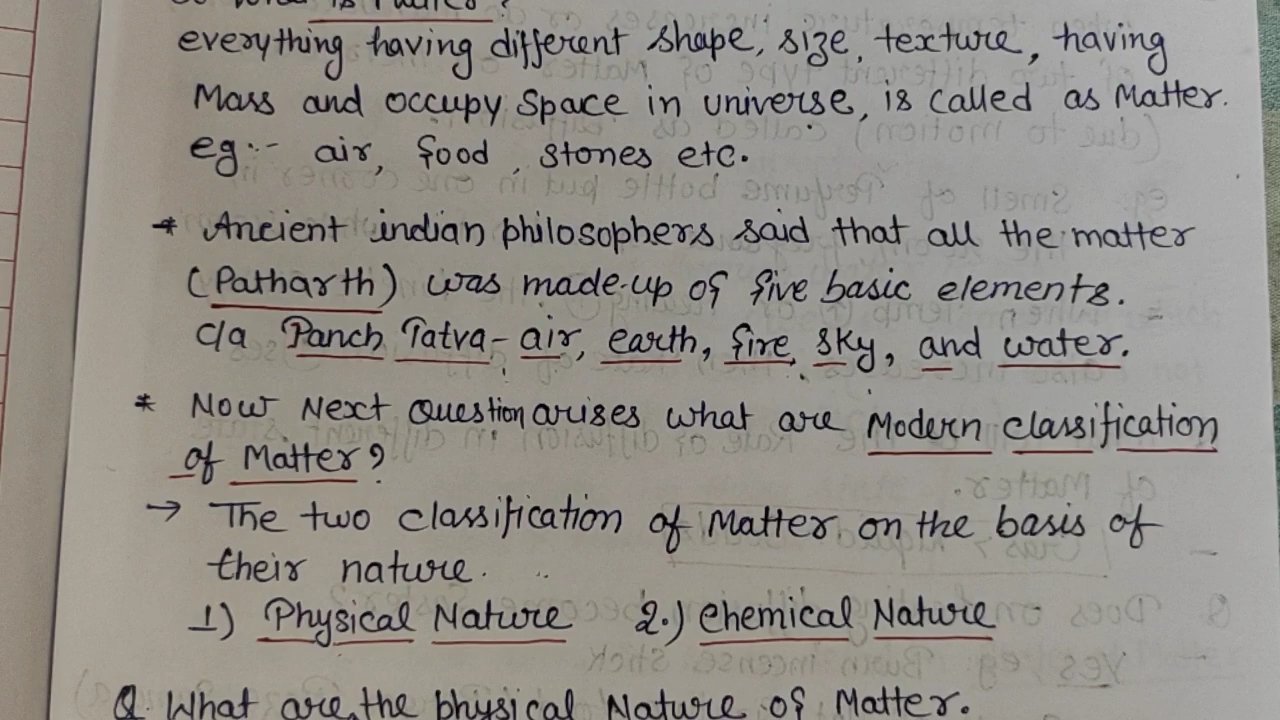 is Matter?
everything having different shape, size, texture, having
Mass and occupy space in universe, is called as Matter.
eg:- air, food, stones etc.
* Ancient indian philosophers said that all the matter
(Patharth) was made-up of five basic elements.
c/a Panch Tatva - air, earth, fire, sky, and water.
* Now Next Question arises what are Modern classification
of Matter?
→ The two classification of Matter on the basis of
their nature.
1) Physical Nature 2.) Chemical Nature
Q. What are the physical Nature of Matter.